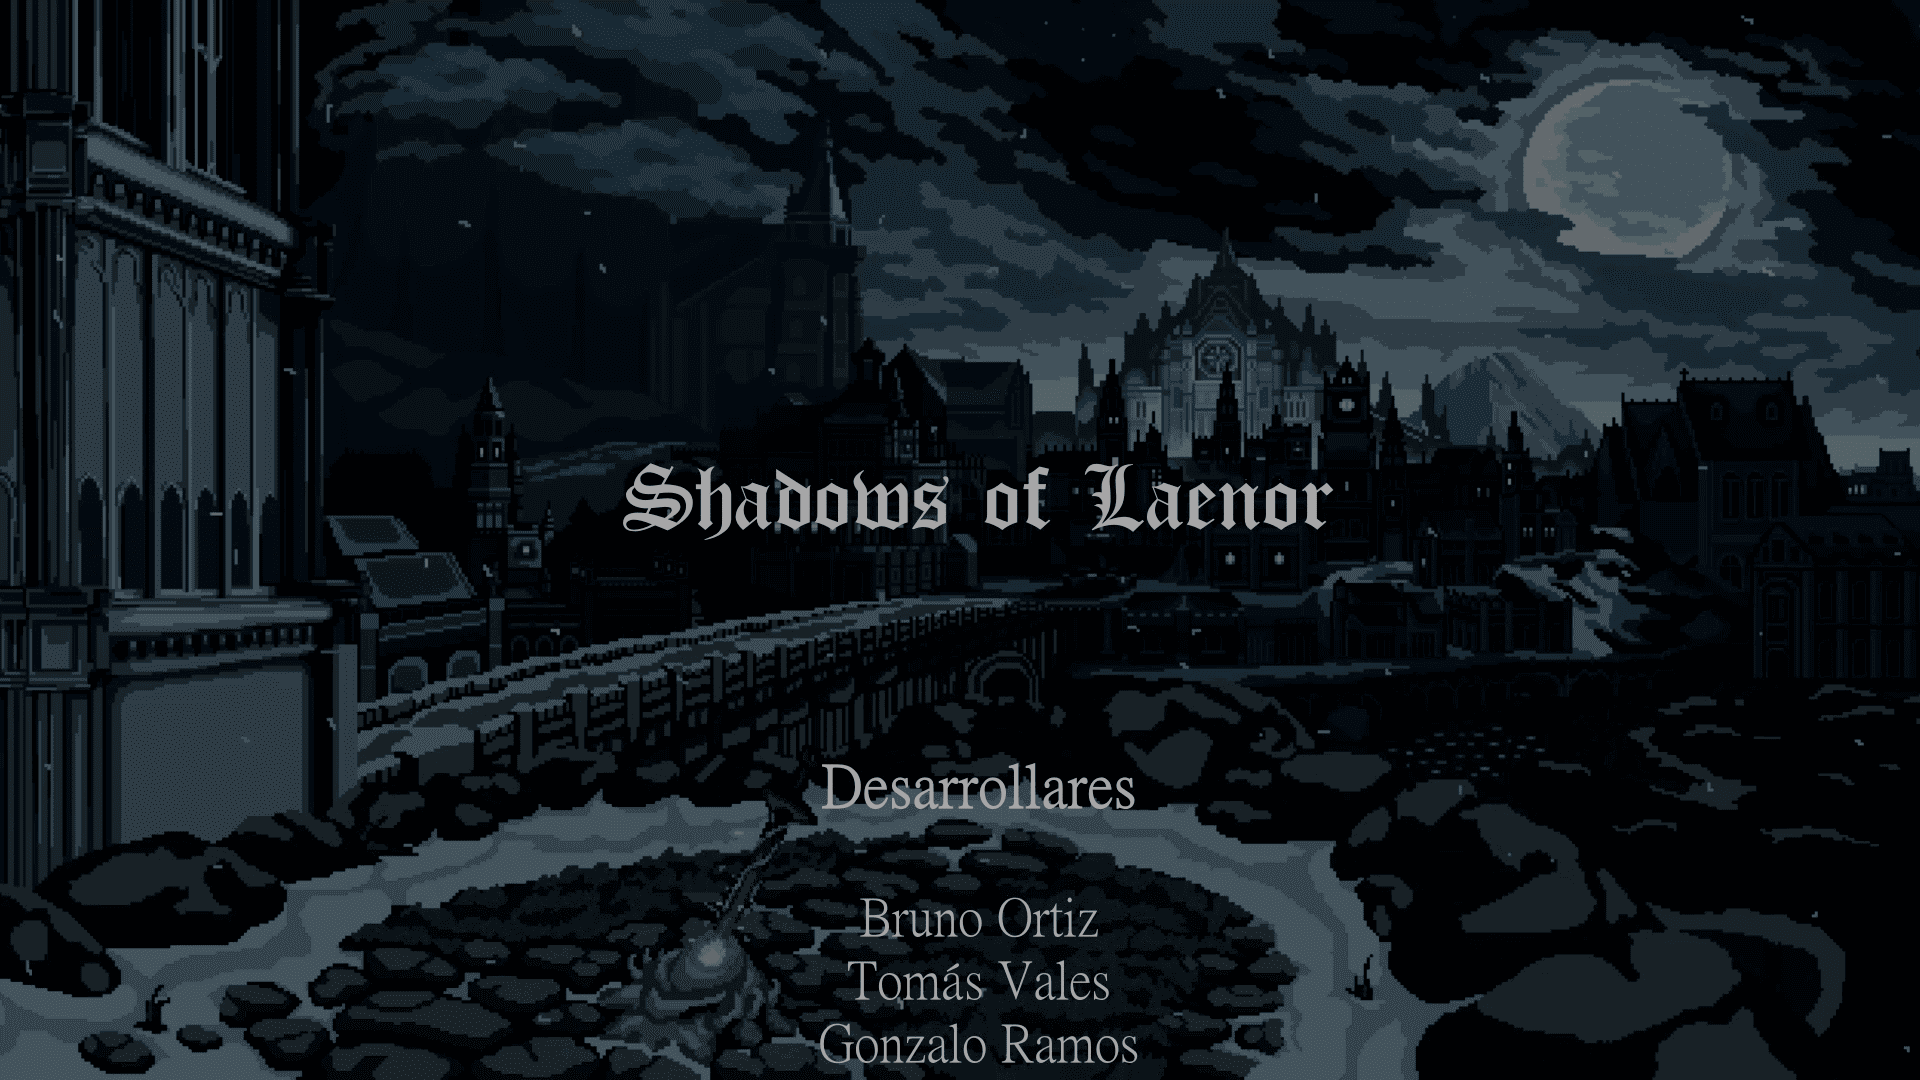 Shadows of Laenor
Desarrollares
Bruno Ortiz
Tomás Vales
Gonzalo Ramos